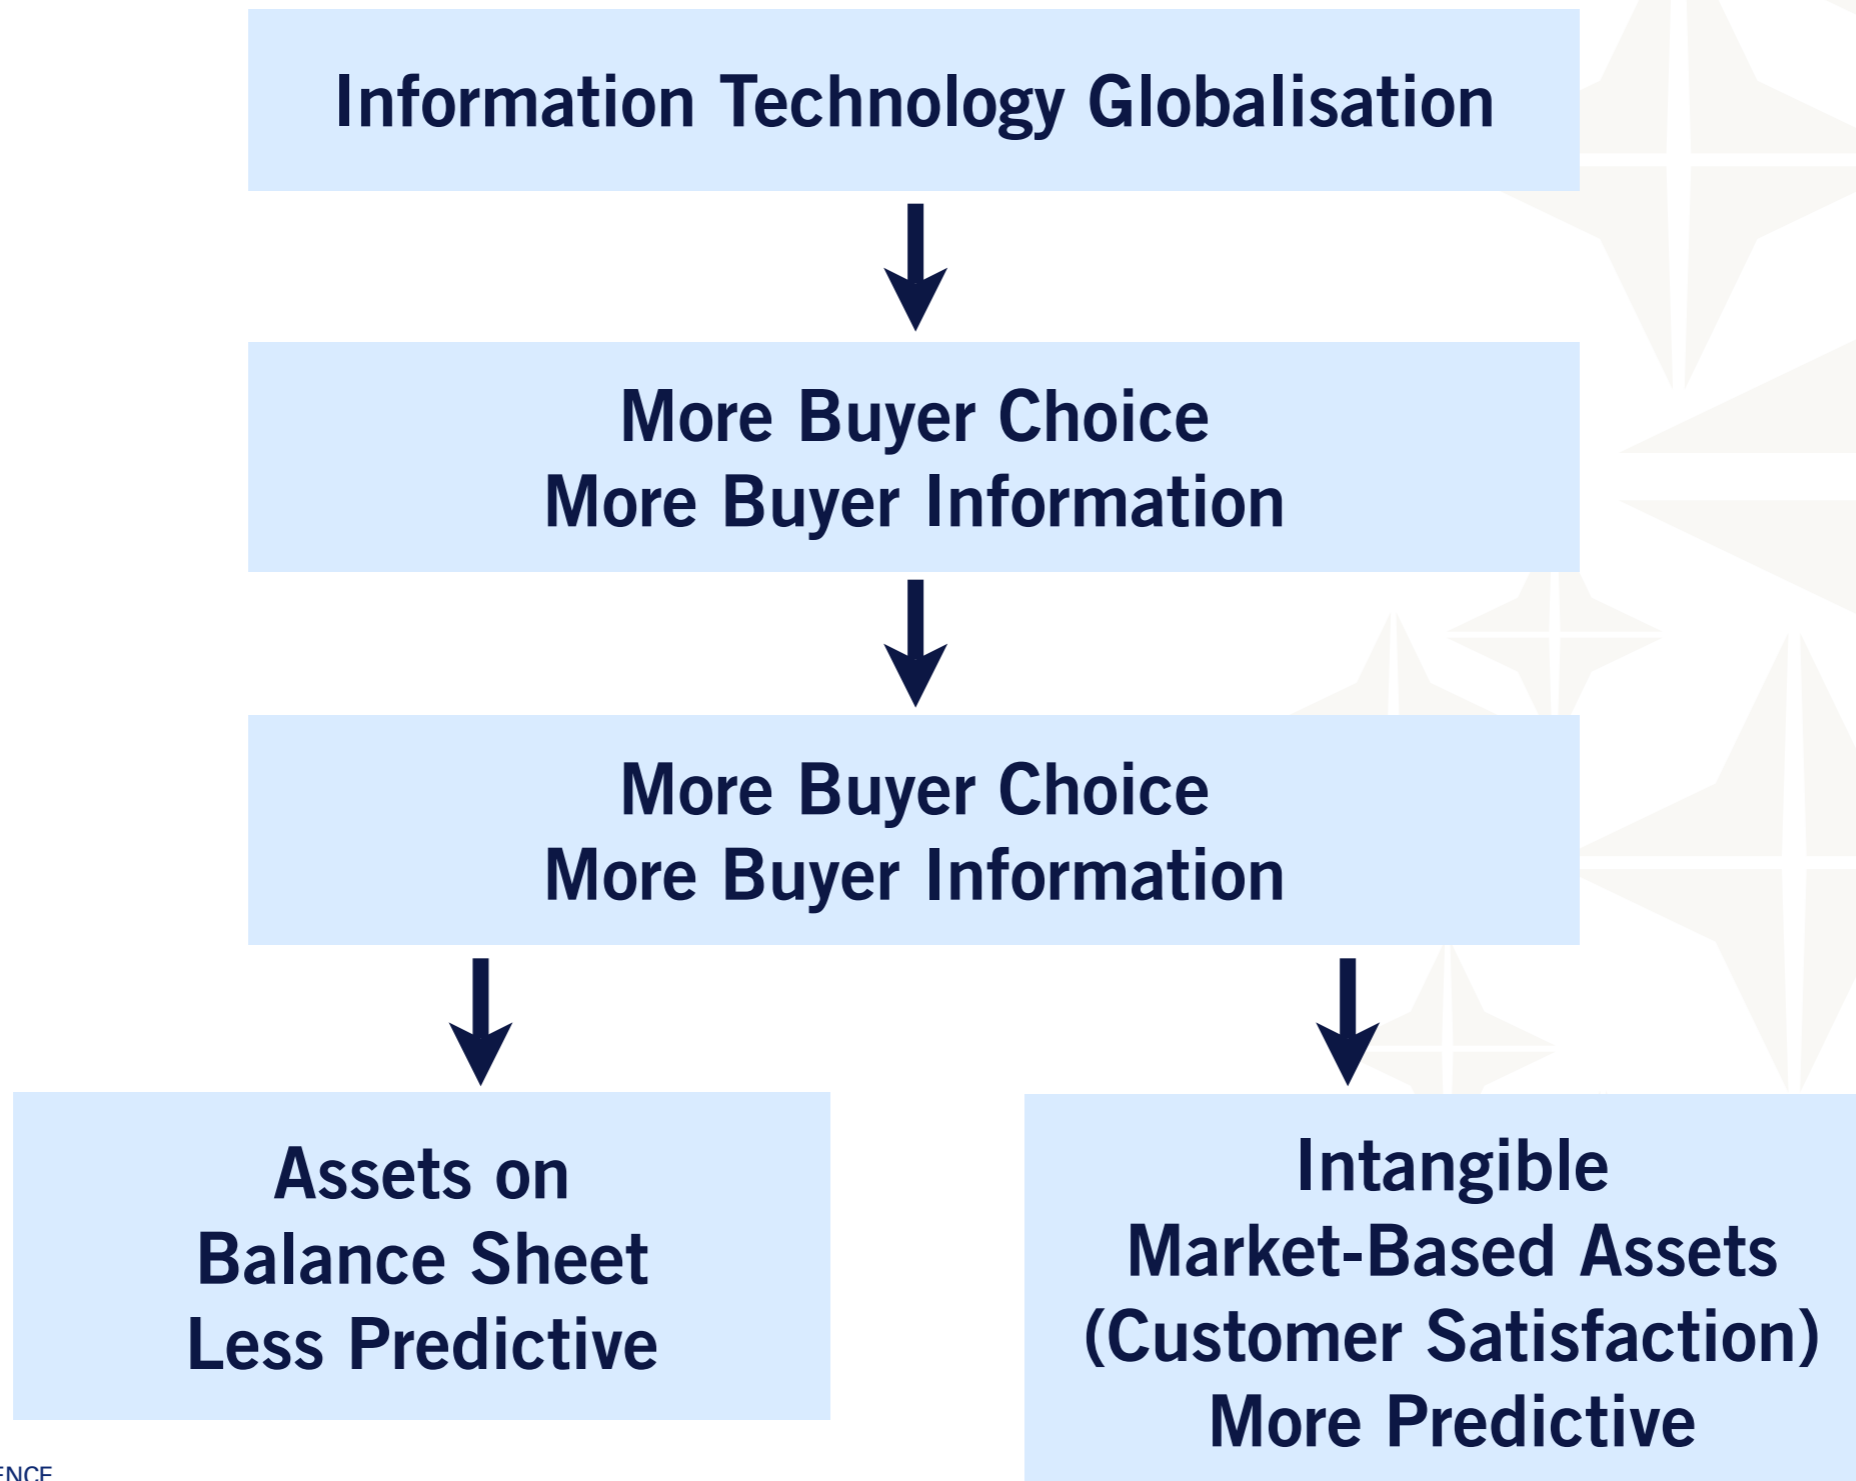 Information Technology Globalisation
More Buyer Choice
More Buyer Information
More Buyer Choice
More Buyer Information
Assets on
Balance Sheet
Less Predictive
Intangible
Market-Based Assets
(Customer Satisfaction)
More Predictive